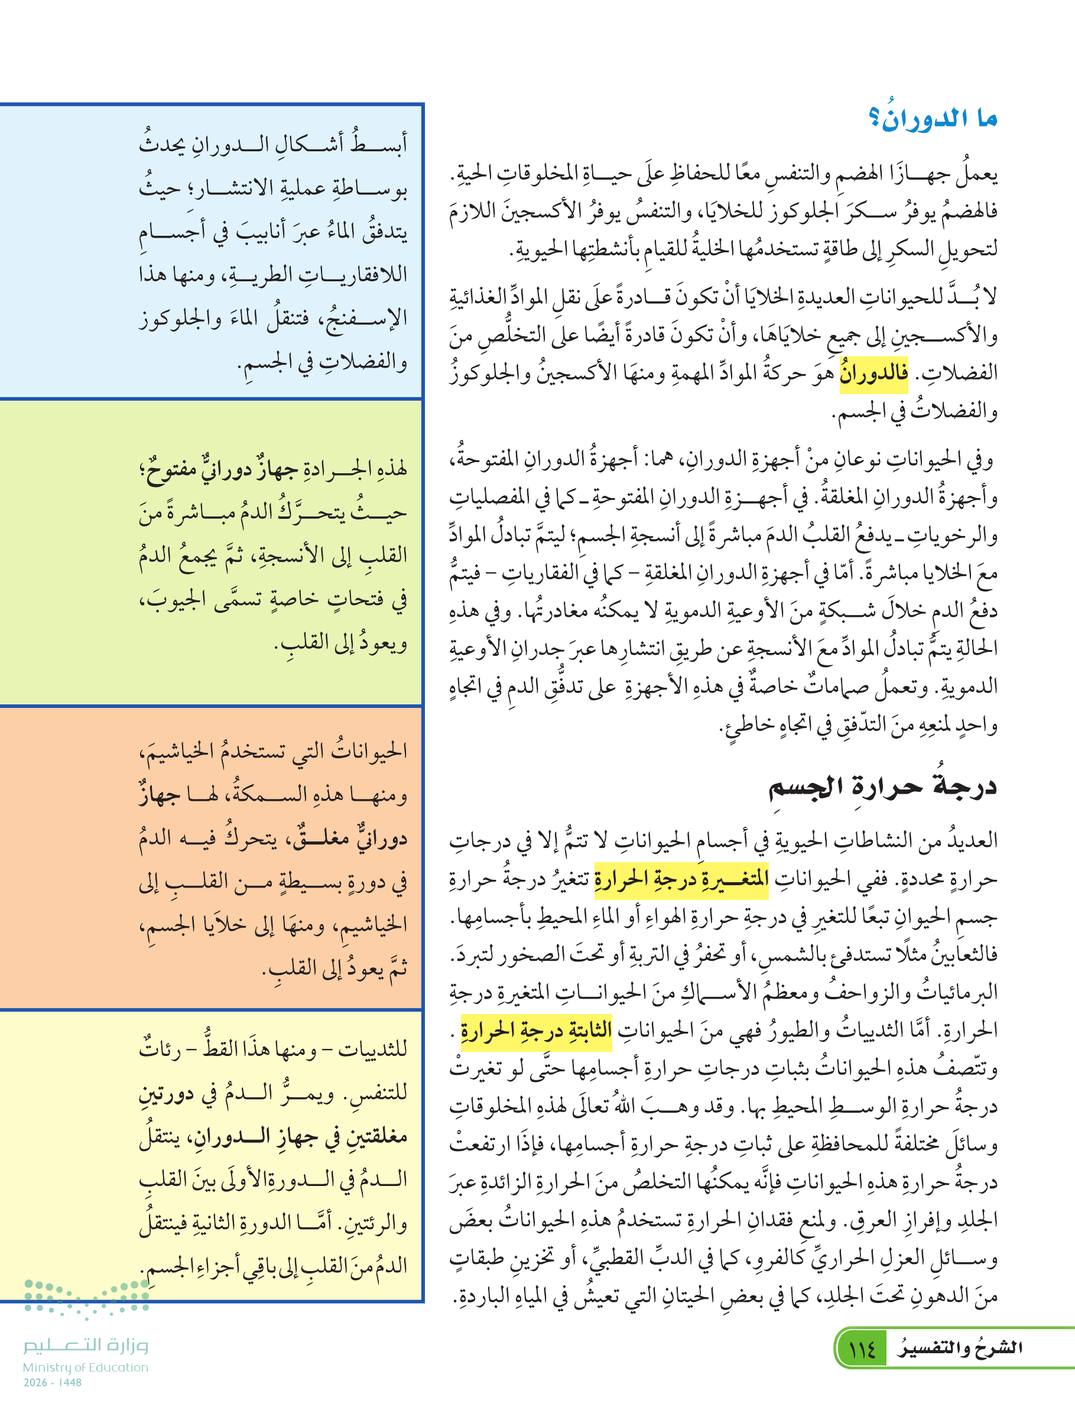 ما الدورانُ؟
يعملُ جهازَا الهضمِ والتنفسِ معًا للحفاظِ علَى حياةِ المخلوقاتِ الحيةِ.
فالهضمُ يوفرُ سكرَ الجلوكوز للخلايَا، والتنفسُ يوفرُ الأكسجينَ اللازمَ
لتحويلِ السكرِ إلى طاقةٍ تستخدمُها الخليةُ للقيامِ بأنشطتِها الحيويةِ.
لا بُدَّ للحيواناتِ العديدةِ الخلايَا أنْ تكونَ قادرةً علَى نقلِ الموادِّ الغذائيةِ
والأكسجينِ إلى جميعِ خلايَاهَا، وأنْ تكونَ قادرةً أيضًا على التخلُّصِ منَ
الفضلاتِ. فالدورانُ هوَ حركةُ الموادِّ المهمةِ ومنهَا الأكسجينُ والجلوكوزُ
والفضلاتُ في الجسم.
وفي الحيواناتِ نوعانِ منْ أجهزةِ الدورانِ، هما: أجهزةُ الدورانِ المفتوحةُ،
وأجهزةُ الدورانِ المغلقةُ. في أجهزةِ الدورانِ المفتوحةِ ـ كما في المفصلياتِ
والرخوياتِ ـ يدفعُ القلبُ الدمَ مباشرةً إلى أنسجةِ الجسمِ؛ ليتمَّ تبادلُ الموادِّ
معَ الخلايا مباشرةً. أمّا في أجهزةِ الدورانِ المغلقةِ – كما في الفقارياتِ – فيتمُّ
دفعُ الدمِ خلالَ شبكةٍ منَ الأوعيةِ الدمويةِ لا يمكنُه مغادرتُها. وفي هذهِ
الحالةِ يتمُّ تبادلُ الموادِّ معَ الأنسجةِ عن طريقِ انتشارِها عبرَ جدرانِ الأوعيةِ
الدمويةِ. وتعملُ صماماتٌ خاصةٌ في هذهِ الأجهزةِ على تدفُّقِ الدمِ في اتجاهٍ
واحدٍ لمنعِهِ منَ التدّفقِ في اتجاهٍ خاطئٍ.
درجةُ حرارةِ الجسمِ
العديدُ من النشاطاتِ الحيويةِ في أجسامِ الحيواناتِ لا تتمُّ إلا في درجاتِ
حرارةٍ محددةٍ. ففي الحيواناتِ المتغيرةِ درجةِ الحرارةِ تتغيرُ درجةُ حرارةِ
جسمِ الحيوانِ تبعًا للتغيرِ في درجةِ حرارةِ الهواءِ أو الماءِ المحيطِ بأجسامِها.
فالثعابينُ مثلًا تستدفئُ بالشمسِ، أو تحفرُ في التربةِ أو تحتَ الصخور لتبردَ.
البرمائياتُ والزواحفُ ومعظمُ الأسماكِ منَ الحيواناتِ المتغيرةِ درجةِ
الحرارةِ. أمَّا الثديياتُ والطيورُ فهي منَ الحيواناتِ الثابتةِ درجةِ الحرارةِ .
وتتّصفُ هذهِ الحيواناتُ بثباتِ درجاتِ حرارةِ أجسامِها حتَّى لو تغيرتْ
درجةُ حرارةِ الوسطِ المحيطِ بها. وقد وهبَ اللهُ تعالَى لهذهِ المخلوقاتِ
وسائلَ مختلفةً للمحافظةِ على ثباتِ درجةِ حرارةِ أجسامِها، فإذَا ارتفعتْ
درجةُ حرارةِ هذهِ الحيواناتِ فإنَّه يمكنُها التخلصُ منَ الحرارةِ الزائدةِ عبرَ
الجلدِ وإفرازِ العرقِ. ولمنعِ فقدانِ الحرارةِ تستخدمُ هذهِ الحيواناتُ بعضَ
وسائلِ العزلِ الحراريِّ كالفروِ، كما في الدبِّ القطبيِّ، أو تخزينِ طبقاتٍ
منَ الدهونِ تحتَ الجلدِ، كما في بعضِ الحيتانِ التي تعيشُ في المياهِ الباردةِ.
أبسطُ أشكالِ الدورانِ يحدثُ
بوساطةِ عمليةِ الانتشارِ؛ حيثُ
يتدفقُ الماءُ عبرَ أنابيبَ في أجسامِ
اللافقارياتِ الطريةِ، ومنها هذا
الإسفنجُ، فتنقلُ الماءَ والجلوكوز
والفضلاتِ في الجسمِ.
لهذهِ الجرادةِ جهازٌ دورانيٌّ مفتوحٌ؛
حيثُ يتحرَّكُ الدمُ مباشرةً منَ
القلبِ إلى الأنسجةِ، ثمَّ يجمعُ الدمُ
في فتحاتٍ خاصةٍ تسمَّى الجيوبَ،
ويعودُ إلى القلبِ.
الحيواناتُ التي تستخدمُ الخياشيمَ،
ومنها هذهِ السمكةُ، لها جهازٌ
دورانيٌّ مغلقٌ، يتحركُ فيه الدمُ
في دورةٍ بسيطةٍ من القلبِ إلى
الخياشيمِ، ومنهَا إلى خلايَا الجسمِ،
ثمَّ يعودُ إلى القلبِ.
للثدييات – ومنها هذَا القطُّ – رئاتٌ
للتنفسِ. ويمرُّ الدمُ في دورتينِ
مغلقتينِ في جهازِ الدورانِ، ينتقلُ
الدمُ في الدورةِ الأولَى بينَ القلبِ
والرئتينِ. أمَّا الدورةِ الثانيةِ فينتقلُ
الدمُ منَ القلبِ إلى باقِي أجزاءِ الجسمِ.
وزارة التعليم
Ministry of Education
2026 - 1448
١١٤ الشرحُ والتفسيرُ